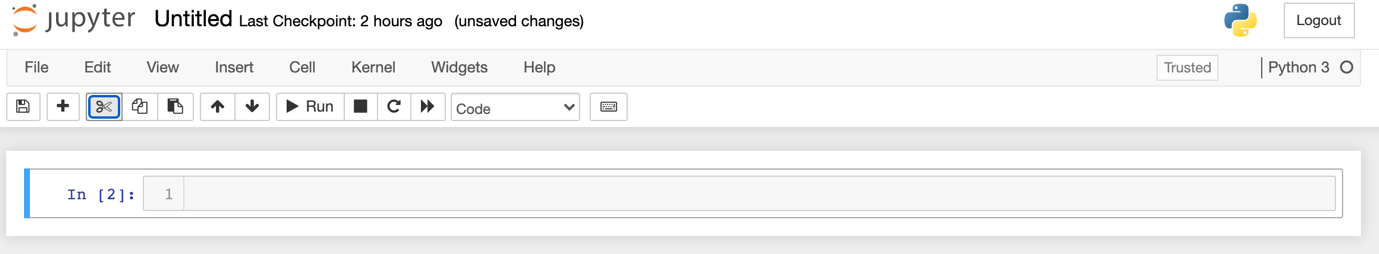 jupyter Untitled Last Checkpoint: 2 hours ago (unsaved changes) Logout
File Edit View Insert Cell Kernel Widgets Help Trusted Python 3
Run Code
In [2]: 1